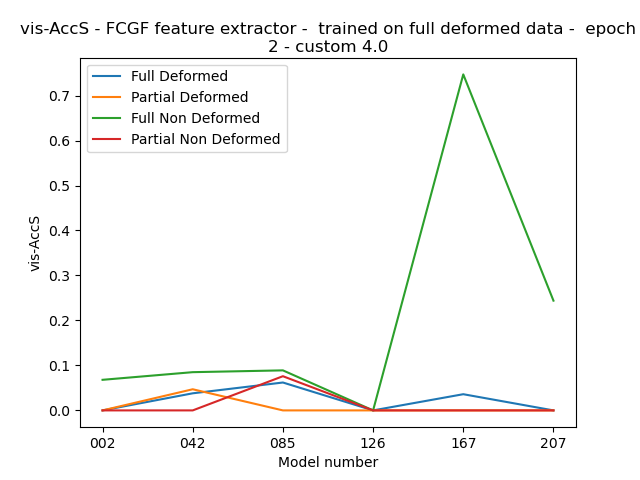 vis-AccS - FCGF feature extractor -  trained on full deformed data -  epoch
2 - custom 4.0
Full Deformed
Partial Deformed
Full Non Deformed
Partial Non Deformed
0.7
0.6
0.5
0.4
0.3
0.2
0.1
0.0
vis-AccS
002 042 085 126 167 207
Model number